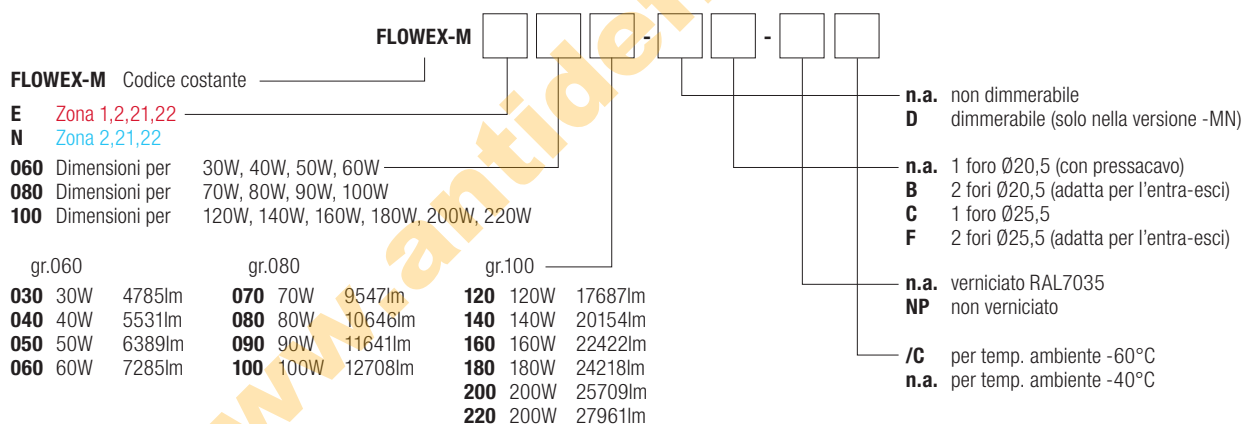 FLOWEX-M - -
FLOWEX-M Codice costante
E Zona 1,2,21,22
N Zona 2,21,22
060 Dimensioni per 30W, 40W, 50W, 60W
080 Dimensioni per 70W, 80W, 90W, 100W
100 Dimensioni per 120W, 140W, 160W, 180W, 200W, 220W
gr.060 gr.080 gr.100
030 30W 4785lm 070 70W 9547lm 120 120W 17687lm
040 40W 5531lm 080 80W 10646lm 140 140W 20154lm
050 50W 6389lm 090 90W 11641lm 160 160W 22422lm
060 60W 7285lm 100 100W 12708lm 180 180W 24218lm
200 200W 25709lm
220 200W 27961lm
n.a. non dimmerabile
D dimmerabile (solo nella versione -MN)
n.a. 1 foro Ø20,5 (con pressacavo)
B 2 fori Ø20,5 (adatta per l'entra-esci)
C 1 foro Ø25,5
F 2 fori Ø25,5 (adatta per l'entra-esci)
n.a. verniciato RAL7035
NP non verniciato
/C per temp. ambiente -60°C
n.a. per temp. ambiente -40°C
www.antidef